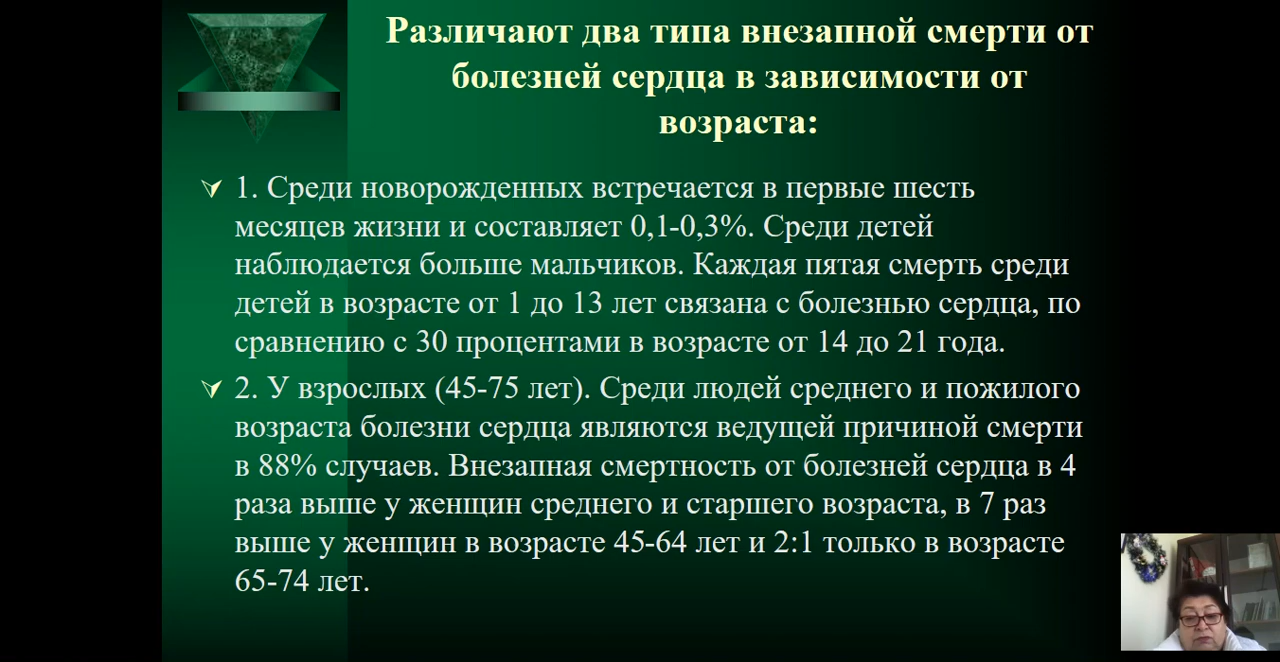 Различают два типа внезапной смерти от
болезней сердца в зависимости от
возраста:
1. Среди новорожденных встречается в первые шесть
месяцев жизни и составляет 0,1-0,3%. Среди детей
наблюдается больше мальчиков. Каждая пятая смерть среди
детей в возрасте от 1 до 13 лет связана с болезнью сердца, по
сравнению с 30 процентами в возрасте от 14 до 21 года.
2. У взрослых (45-75 лет). Среди людей среднего и пожилого
возраста болезни сердца являются ведущей причиной смерти
в 88% случаев. Внезапная смертность от болезней сердца в 4
раза выше у женщин среднего и старшего возраста, в 7 раз
выше у женщин в возрасте 45-64 лет и 2:1 только в возрасте
65-74 лет.